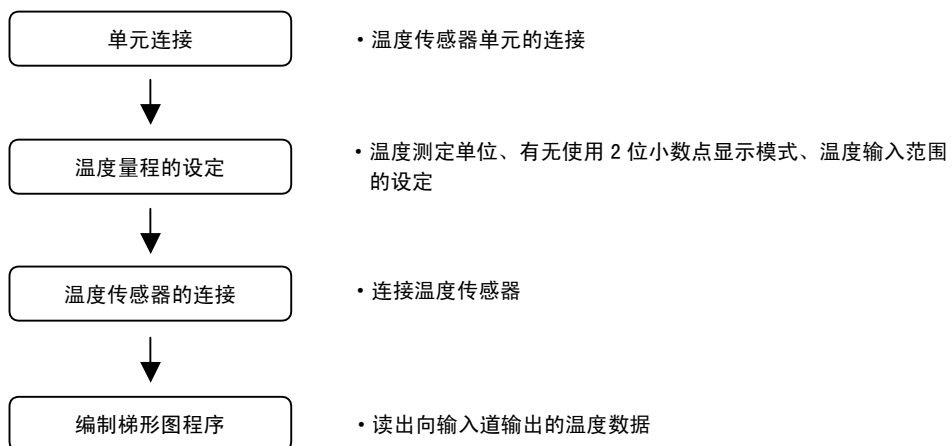 单元连接
•温度传感器单元的连接
温度量程的设定
•温度测定单位、有无使用 2 位小数点显示模式、温度输入范围
的设定
温度传感器的连接
•连接温度传感器
编制梯形图程序
•读出向输入道输出的温度数据